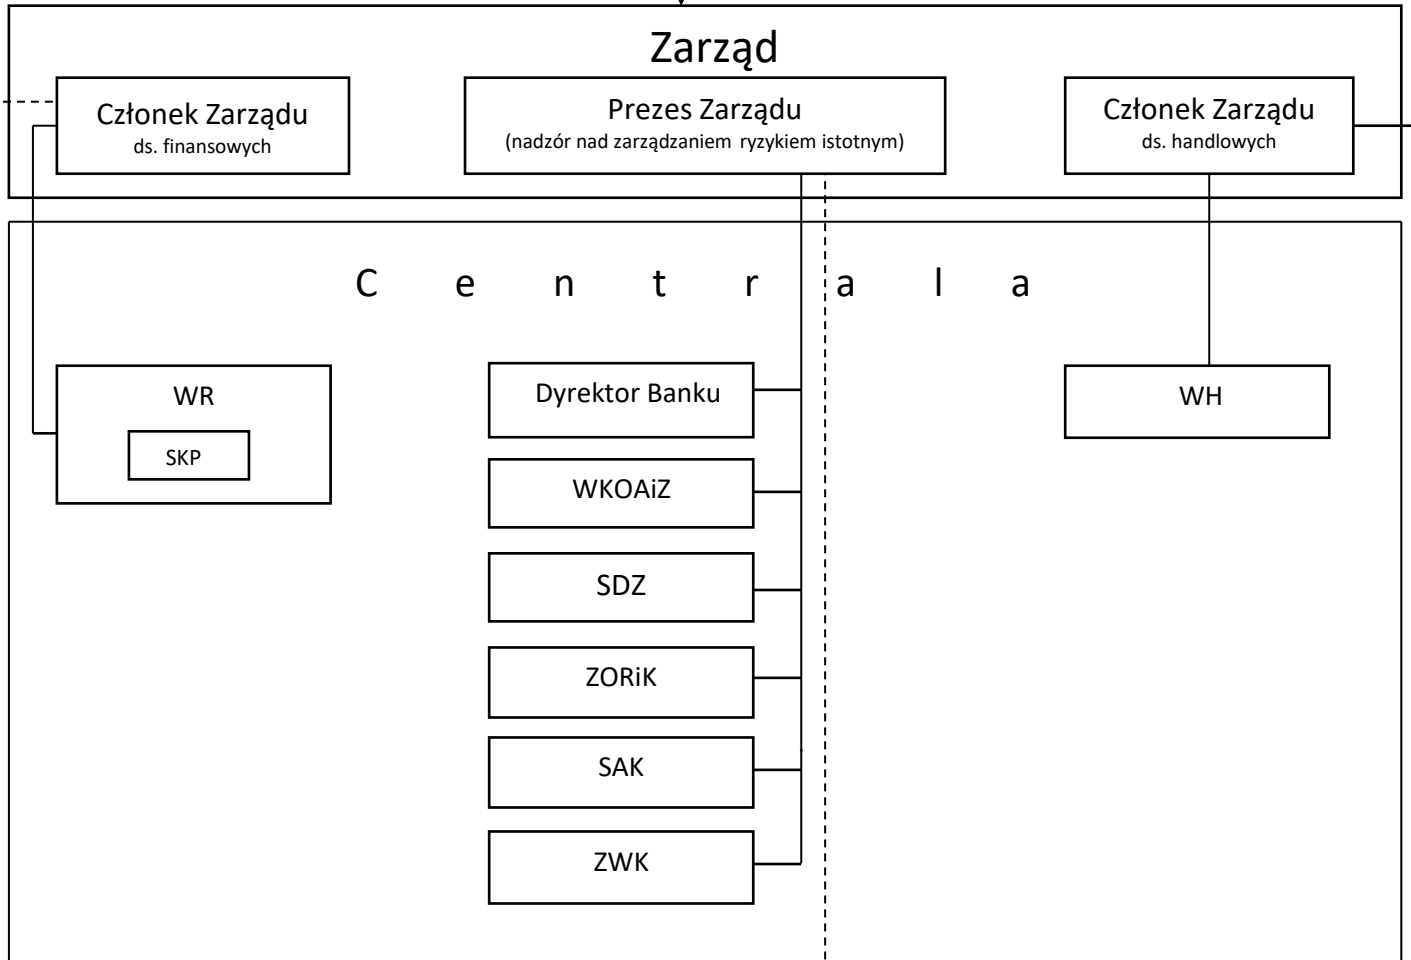 Zarząd
Członek Zarządu
ds. finansowych
Prezes Zarządu
(nadzór nad zarządzaniem ryzykiem istotnym)
Członek Zarządu
ds. handlowych
C e n t r a l a
WR
SKP
Dyrektor Banku
WKOAiZ
SDZ
ZORiK
SAK
ZWK
WH